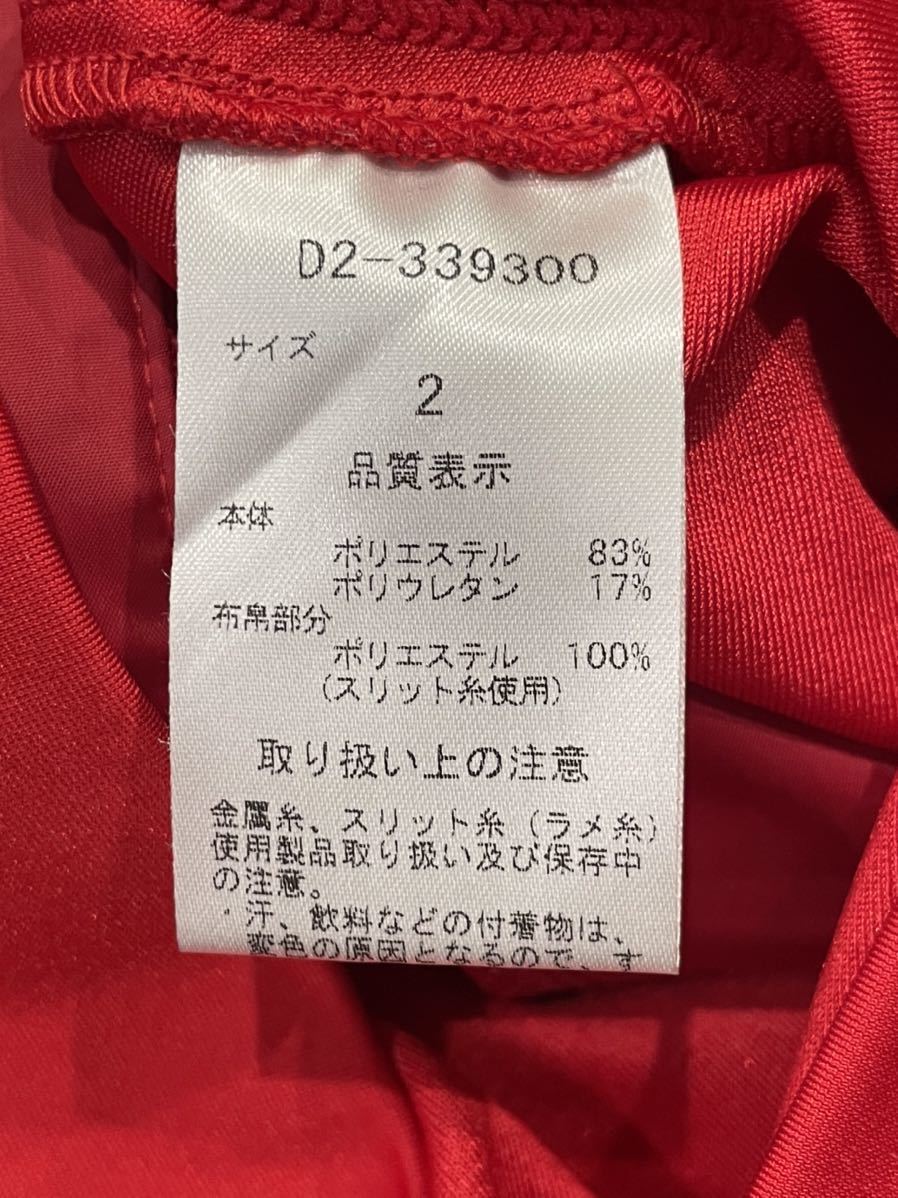 D2-339300
サイズ
2
品質表示
本体
ポリエステル 83%
ポリウレタン 17%
布帛部分
ポリエステル 100%
(スリット糸使用)
取り扱い上の注意
金属糸、スリット糸(ラメ糸)
使用製品取り扱い及び保存中
の注意。
・汗、飲料などの付着物は、
変色の原因となるので、す